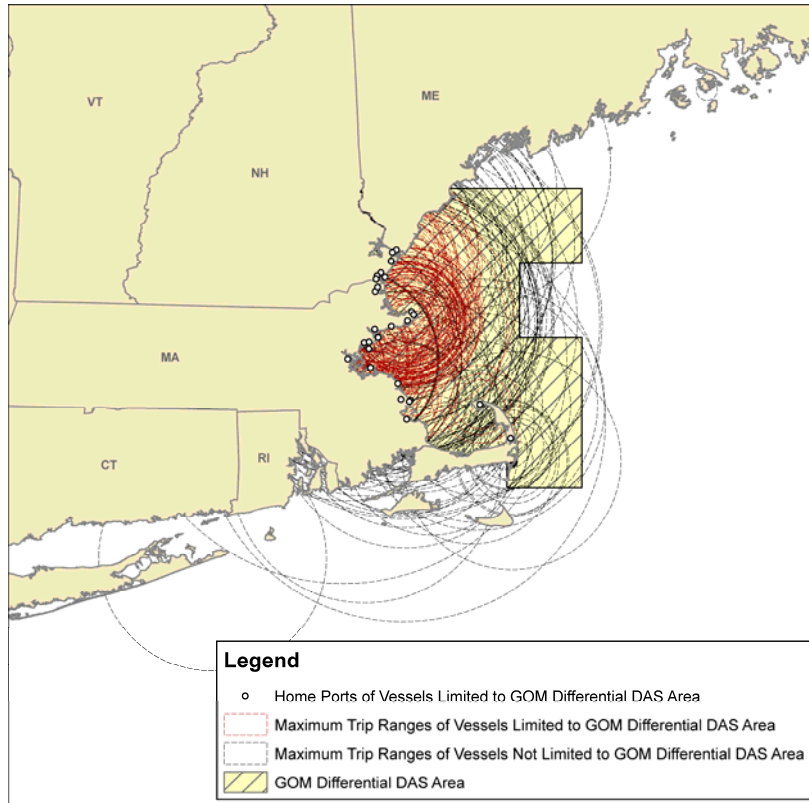 ME
VT
NH
MA
CT
RI
Legend
Home Ports of Vessels Limited to GOM Differential DAS Area
Maximum Trip Ranges of Vessels Limited to GOM Differential DAS Area
Maximum Trip Ranges of Vessels Not Limited to GOM Differential DAS Area
GOM Differential DAS Area